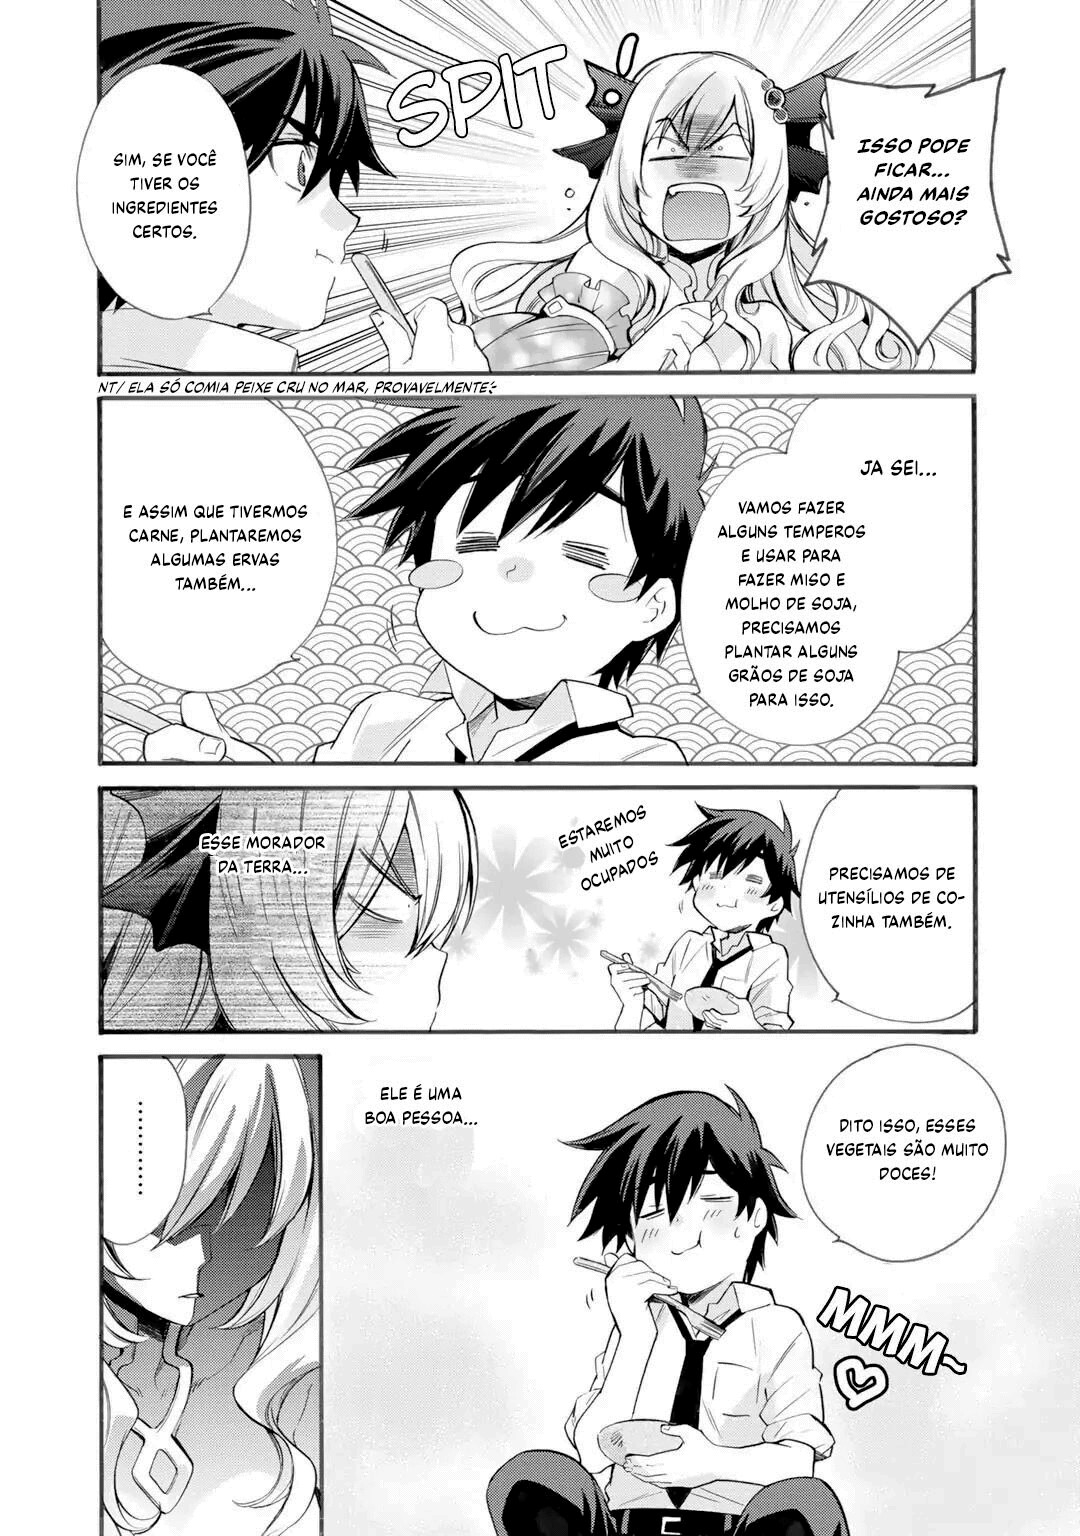 ISSO PODE
FICAR...
AINDA MAIS
GOSTOSO?
SPIT
SIM, SE VOCÊ
TIVER OS
INGREDIENTES
CERTOS.
NT/ ELA SÓ COMIA PEIXE CRU NO MAR, PROVAVELMENTE;
JA SEI...
VAMOS FAZER
ALGUNS TEMPEROS
E USAR PARA
FAZER MISO E
MOLHO DE SOJA,
PRECISAMOS
PLANTAR ALGUNS
GRÃOS DE SOJA
PARA ISSO.
E ASSIM QUE TIVERMOS
CARNE, PLANTAREMOS
ALGUMAS ERVAS
TAMBÉM...
PRECISAMOS DE
UTENSÍLIOS DE CO-
ZINHA TAMBÉM.
ESTAREMOS
MUITO
OCUPADOS
ESSE MORADOR
DA TERRA...
DITO ISSO, ESSES
VEGETAIS SÃO MUITO
DOCES!
MMM~
ELE É UMA
BOA PESSOA...
..........